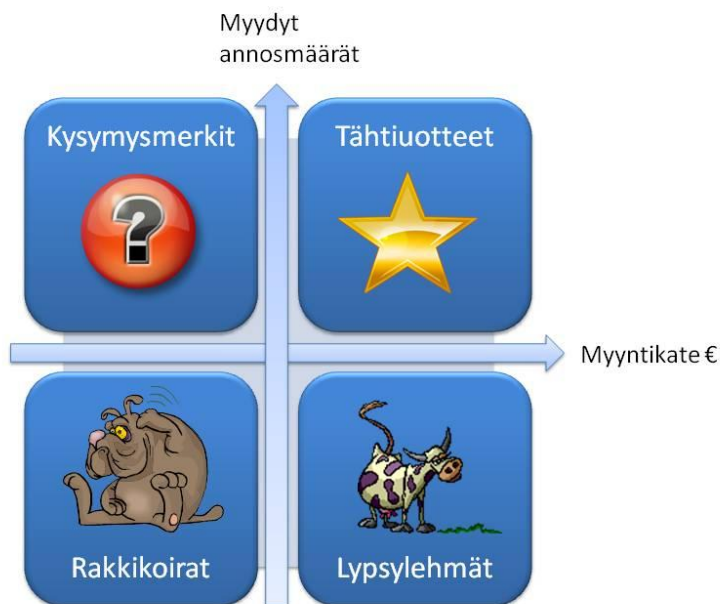 Myydyt
annosmäärät
Kysymysmerkit
Tähtiuotteet
?
Myyntikate €
Rakkikoirat
Lypsylehmät